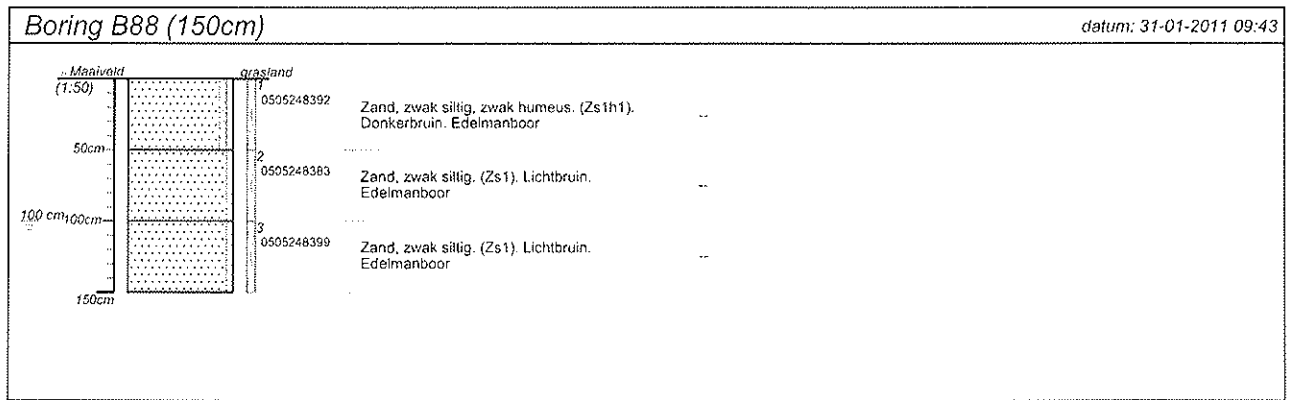 Boring B88 (150cm)
datum: 31-01-2011 09:43
Maaiveld
grasland
(1:50)
1
0505248392
Zand, zwak siltig, zwak humeus. (Zs1h1).
Donkerbruin. Edelmanboor
--
50cm
2
0505248383
Zand, zwak siltig. (Zs1). Lichtbruin.
Edelmanboor
--
100 cm
100cm
3
0505248399
Zand, zwak siltig. (Zs1). Lichtbruin.
Edelmanboor
--
150cm